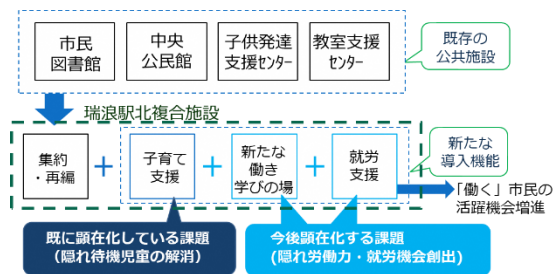 市民
図書館
中央
公民館
子供発達
支援センター
教室支援
センター
既存の
公共施設
瑞浪駅北複合施設
集約
・再編
+
子育て
支援
+
新たな
働き
学びの場
+
就労
支援
新たな
導入機能
「働く」市民の
活躍機会増進
既に顕在化している課題
(隠れ待機児童の解消)
今後顕在化する課題
(隠れ労働力・就労機会創出)